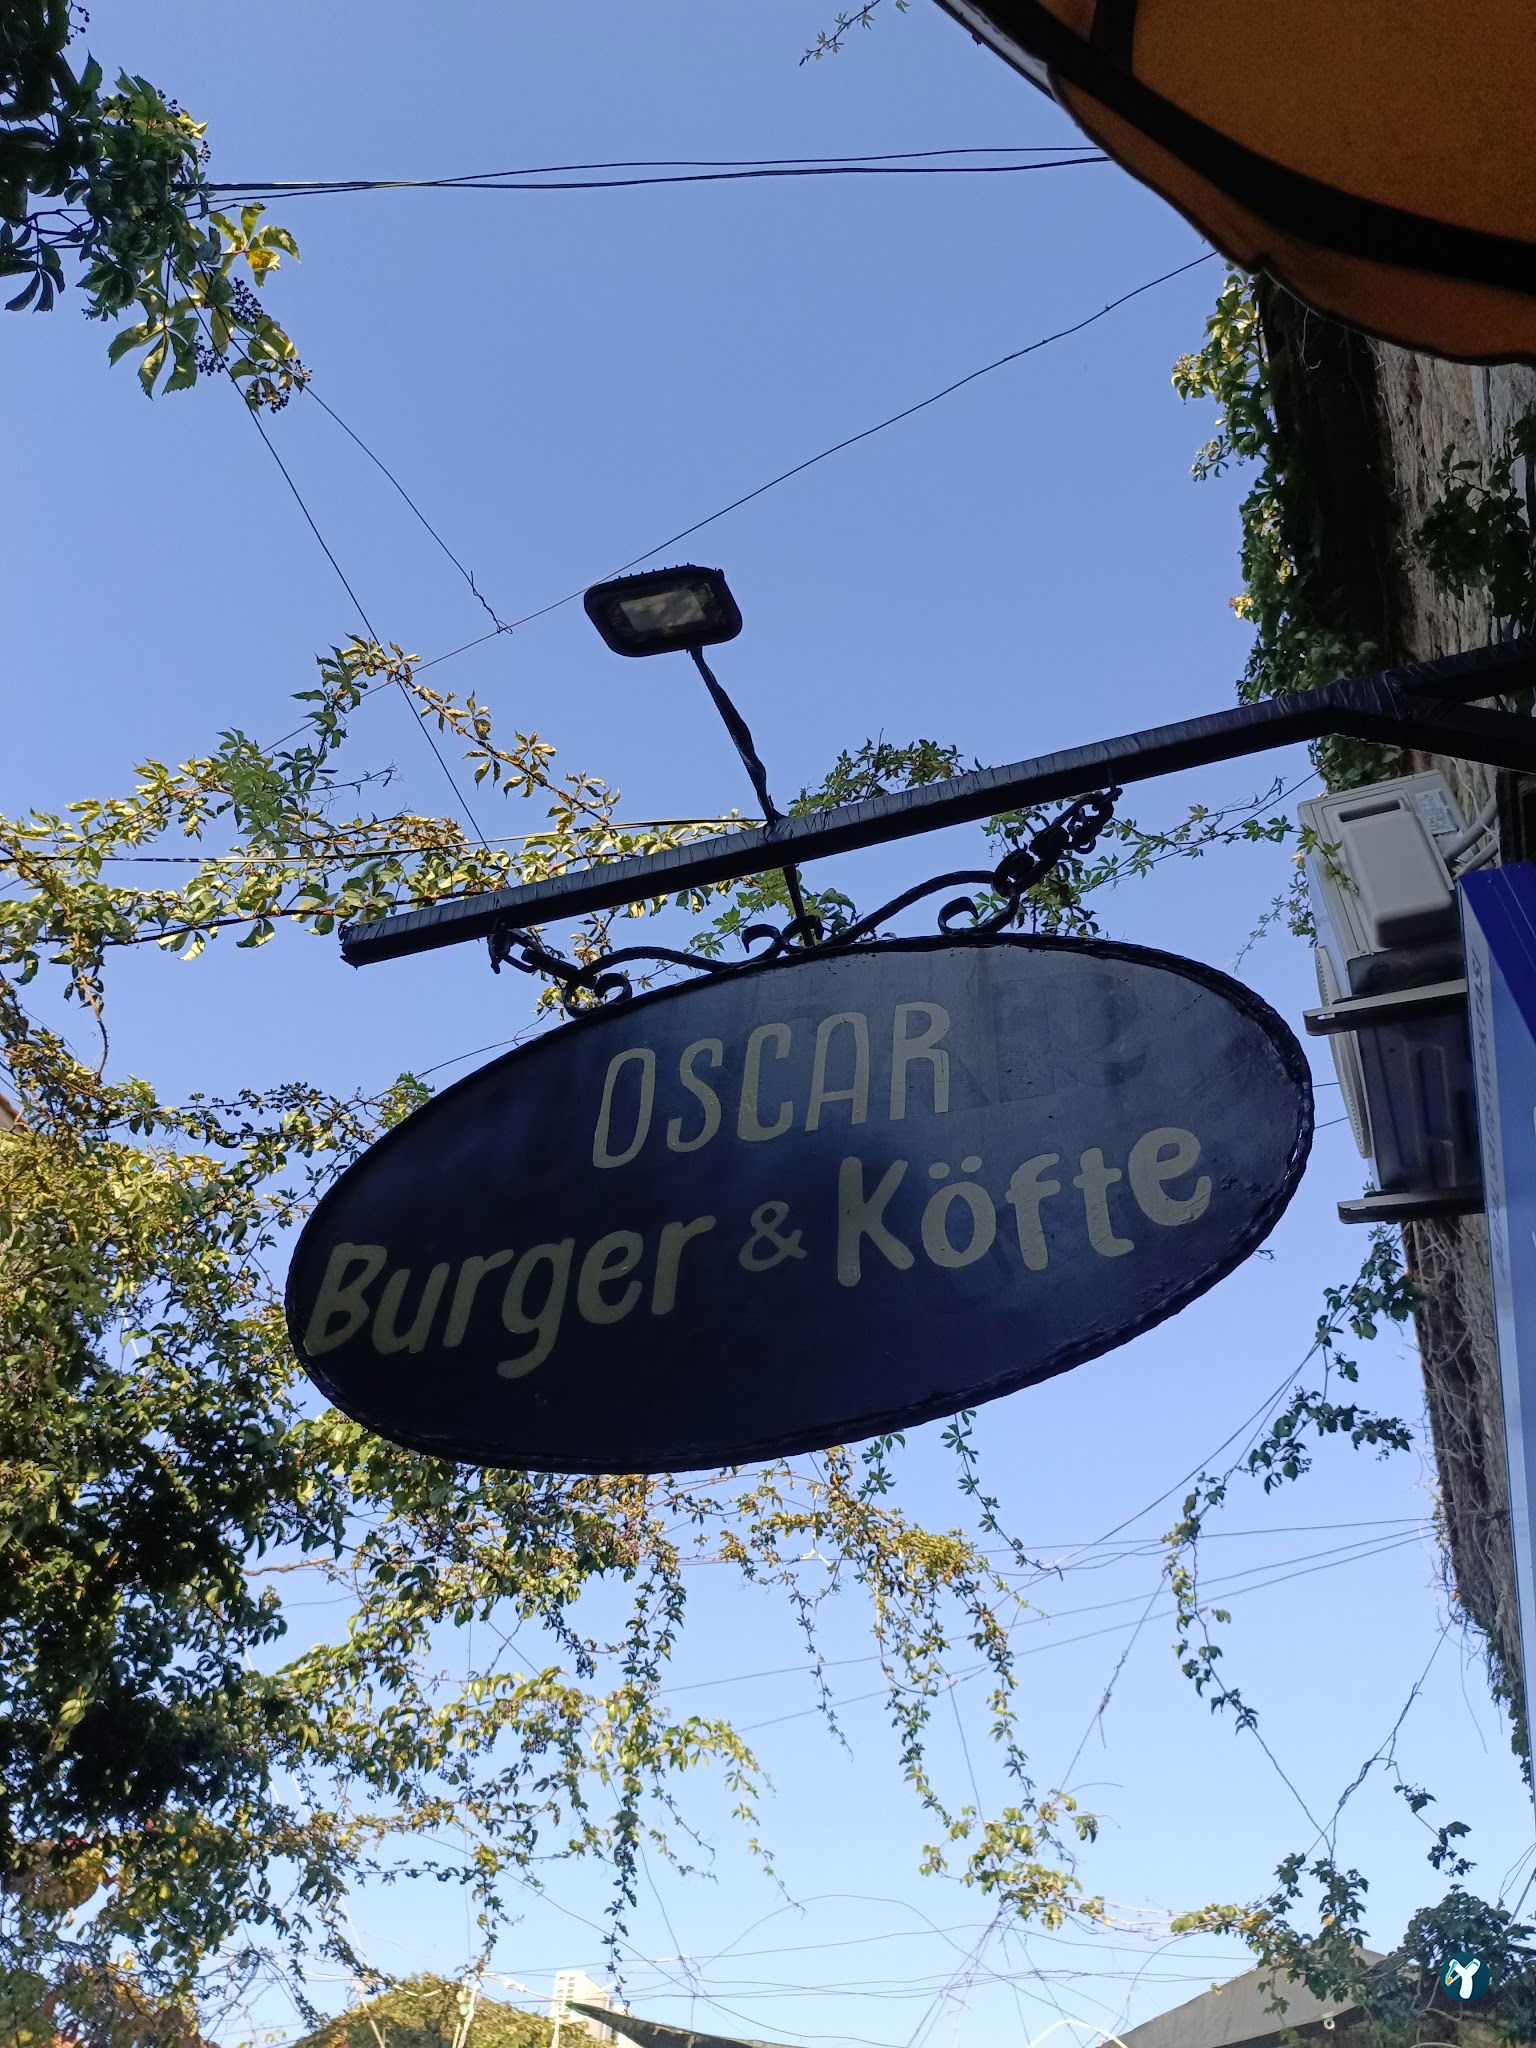 OSCAR
Burger & Köfte